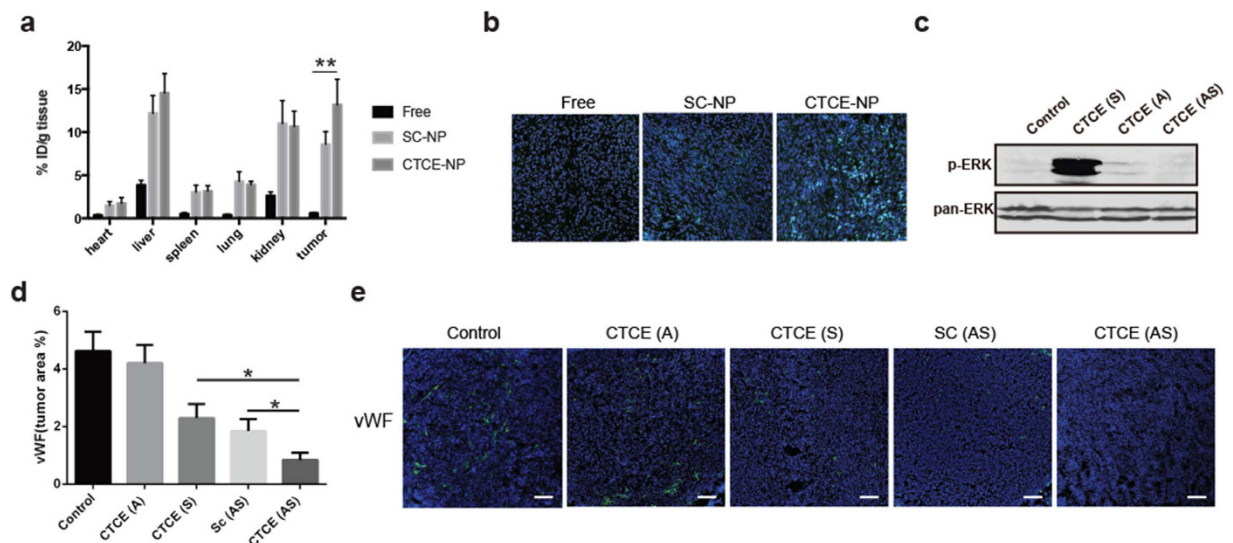 a
20
15
10
5
0
% ID/g tissue
heart
liver
spleen
lung
kidney
tumor
**
Free
SC-NP
CTCE-NP
b
Free SC-NP CTCE-NP
c
Control CTCE (S) CTCE (A) CTCE (AS)
p-ERK
pan-ERK
d
6
4
2
0
vWF(tumor area %)
*
*
Control
CTCE (A)
CTCE (S)
Sc (AS)
CTCE (AS)
e
Control CTCE (A) CTCE (S) SC (AS) CTCE (AS)
vWF